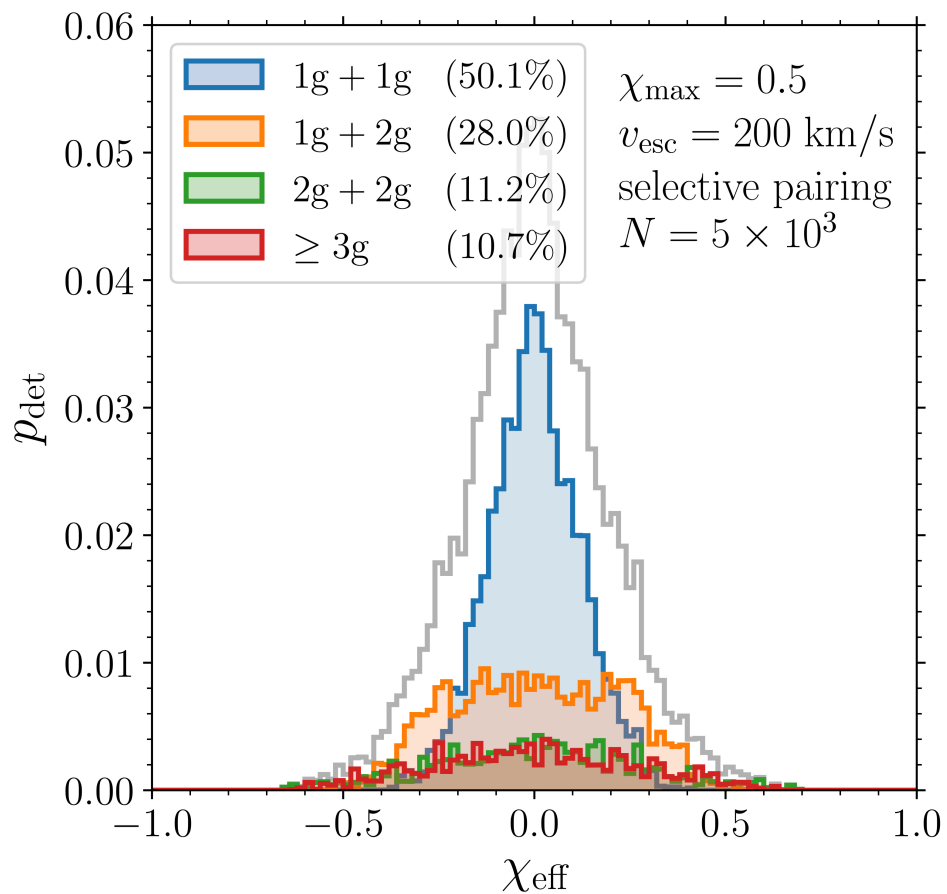 0.06
0.05
0.04
0.03
0.02
0.01
0.00
p_det
1g + 1g (50.1%)
1g + 2g (28.0%)
2g + 2g (11.2%)
≥ 3g (10.7%)
χ_max = 0.5
v_esc = 200 km/s
selective pairing
N = 5 × 10³
−1.0 −0.5 0.0 0.5 1.0
χ_eff